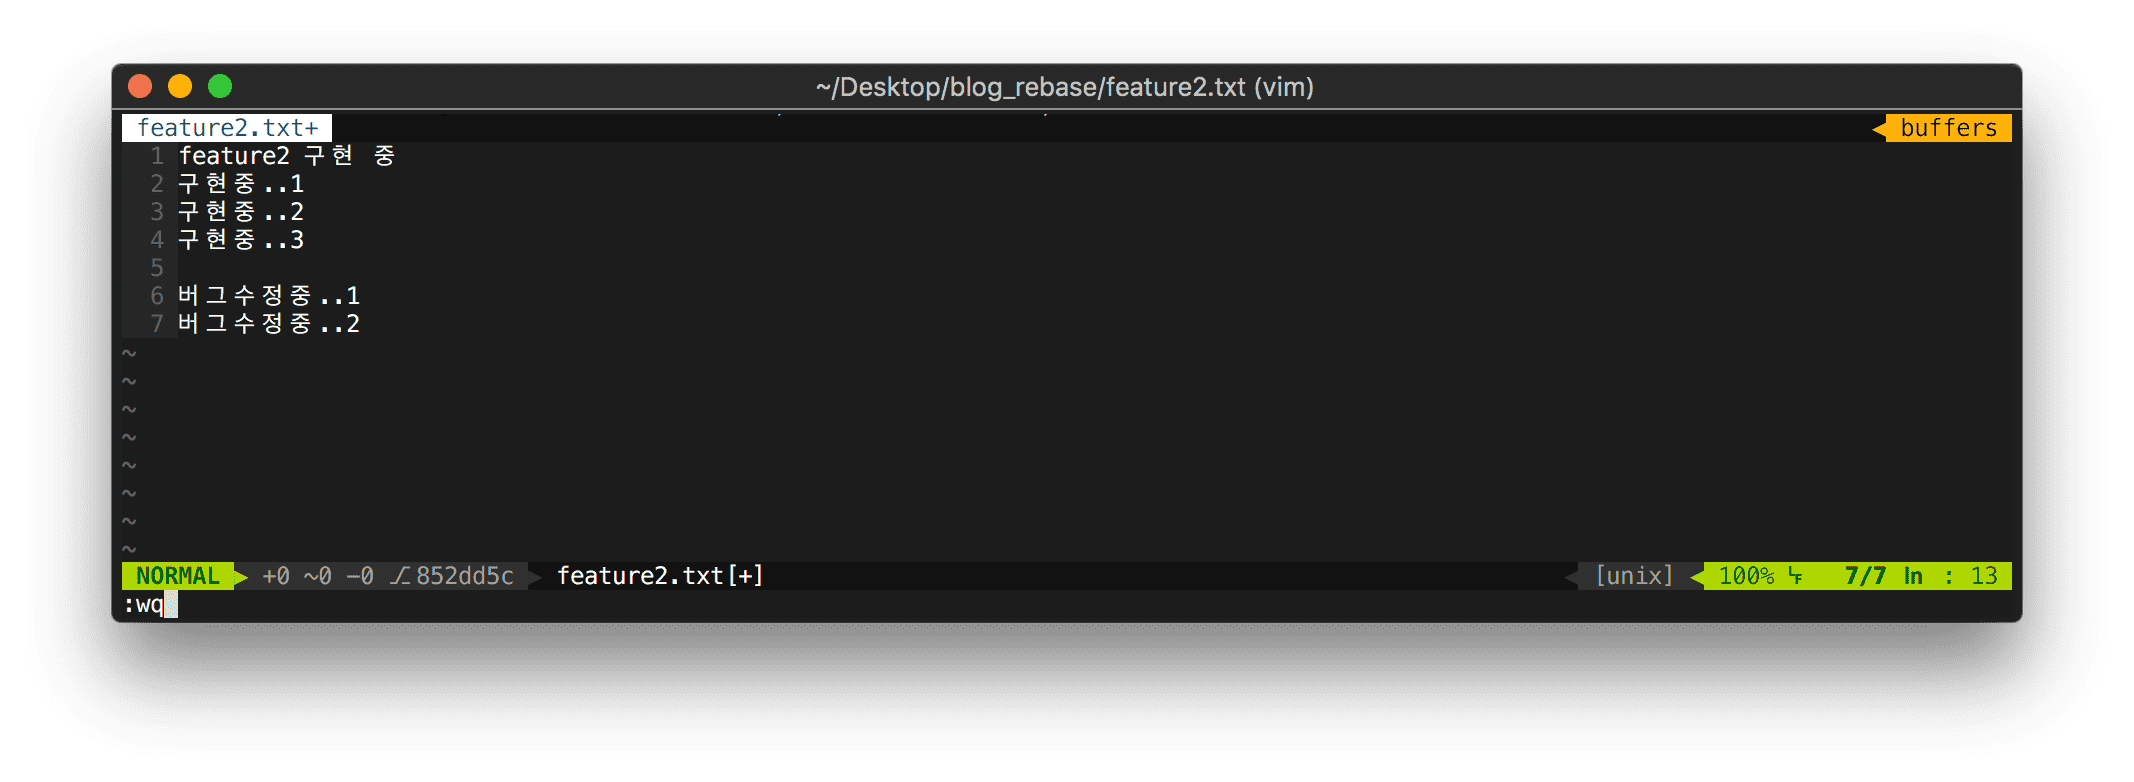 ~/Desktop/blog_rebase/feature2.txt (vim)
feature2.txt+ buffers
1 feature2 구현 중
2 구현중..1
3 구현중..2
4 구현중..3
5
6 버그수정중..1
7 버그수정중..2
~
~
~
~
~
~
~
~
NORMAL +0 ~0 -0 ⎇852dd5c feature2.txt[+] [unix] 100% ␊ 7/7 ln : 13
:wq